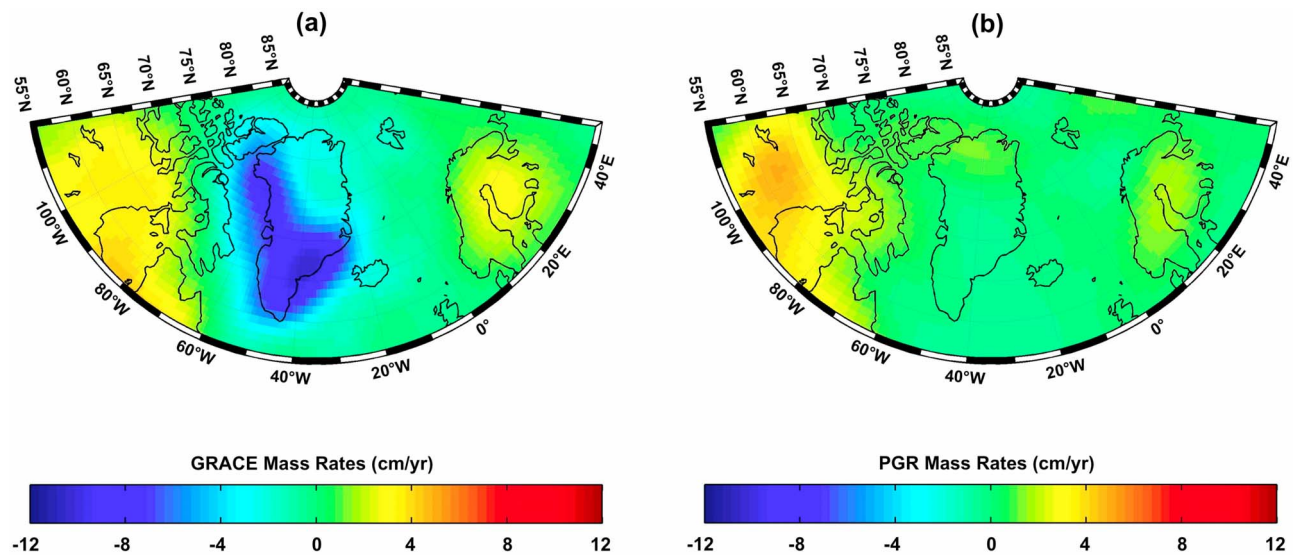 (a)
55°N
60°N
65°N
70°N
75°N
80°N
85°N
100°W
80°W
60°W
40°W
20°W
0°
20°E
40°E
GRACE Mass Rates (cm/yr)
-12 -8 -4 0 4 8 12
(b)
55°N
60°N
65°N
70°N
75°N
80°N
85°N
100°W
80°W
60°W
40°W
20°W
0°
20°E
40°E
PGR Mass Rates (cm/yr)
-12 -8 -4 0 4 8 12